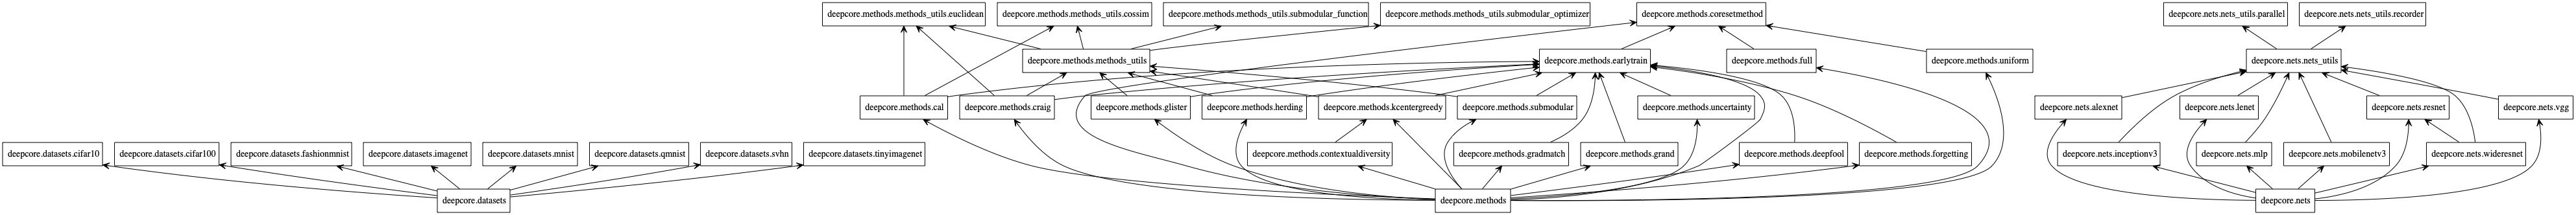 deepcore.methods.methods_utils.euclidean
deepcore.methods.methods_utils.cossim
deepcore.methods.methods_utils.submodular_function
deepcore.methods.methods_utils.submodular_optimizer
deepcore.methods.coresetmethod
deepcore.nets.nets_utils.parallel
deepcore.nets.nets_utils.recorder
deepcore.methods.methods_utils
deepcore.methods.earlytrain
deepcore.methods.full
deepcore.methods.uniform
deepcore.nets.nets_utils
deepcore.methods.cal
deepcore.methods.craig
deepcore.methods.glister
deepcore.methods.herding
deepcore.methods.kcentergreedy
deepcore.methods.submodular
deepcore.methods.uncertainty
deepcore.nets.alexnet
deepcore.nets.lenet
deepcore.nets.resnet
deepcore.nets.vgg
deepcore.datasets.cifar10
deepcore.datasets.cifar100
deepcore.datasets.fashionmnist
deepcore.datasets.imagenet
deepcore.datasets.mnist
deepcore.datasets.qmnist
deepcore.datasets.svhn
deepcore.datasets.tinyimagenet
deepcore.methods.contextualdiversity
deepcore.methods.gradmatch
deepcore.methods.grand
deepcore.methods.deepfool
deepcore.methods.forgetting
deepcore.nets.inceptionv3
deepcore.nets.mlp
deepcore.nets.mobilenetv3
deepcore.nets.wideresnet
deepcore.datasets
deepcore.methods
deepcore.nets